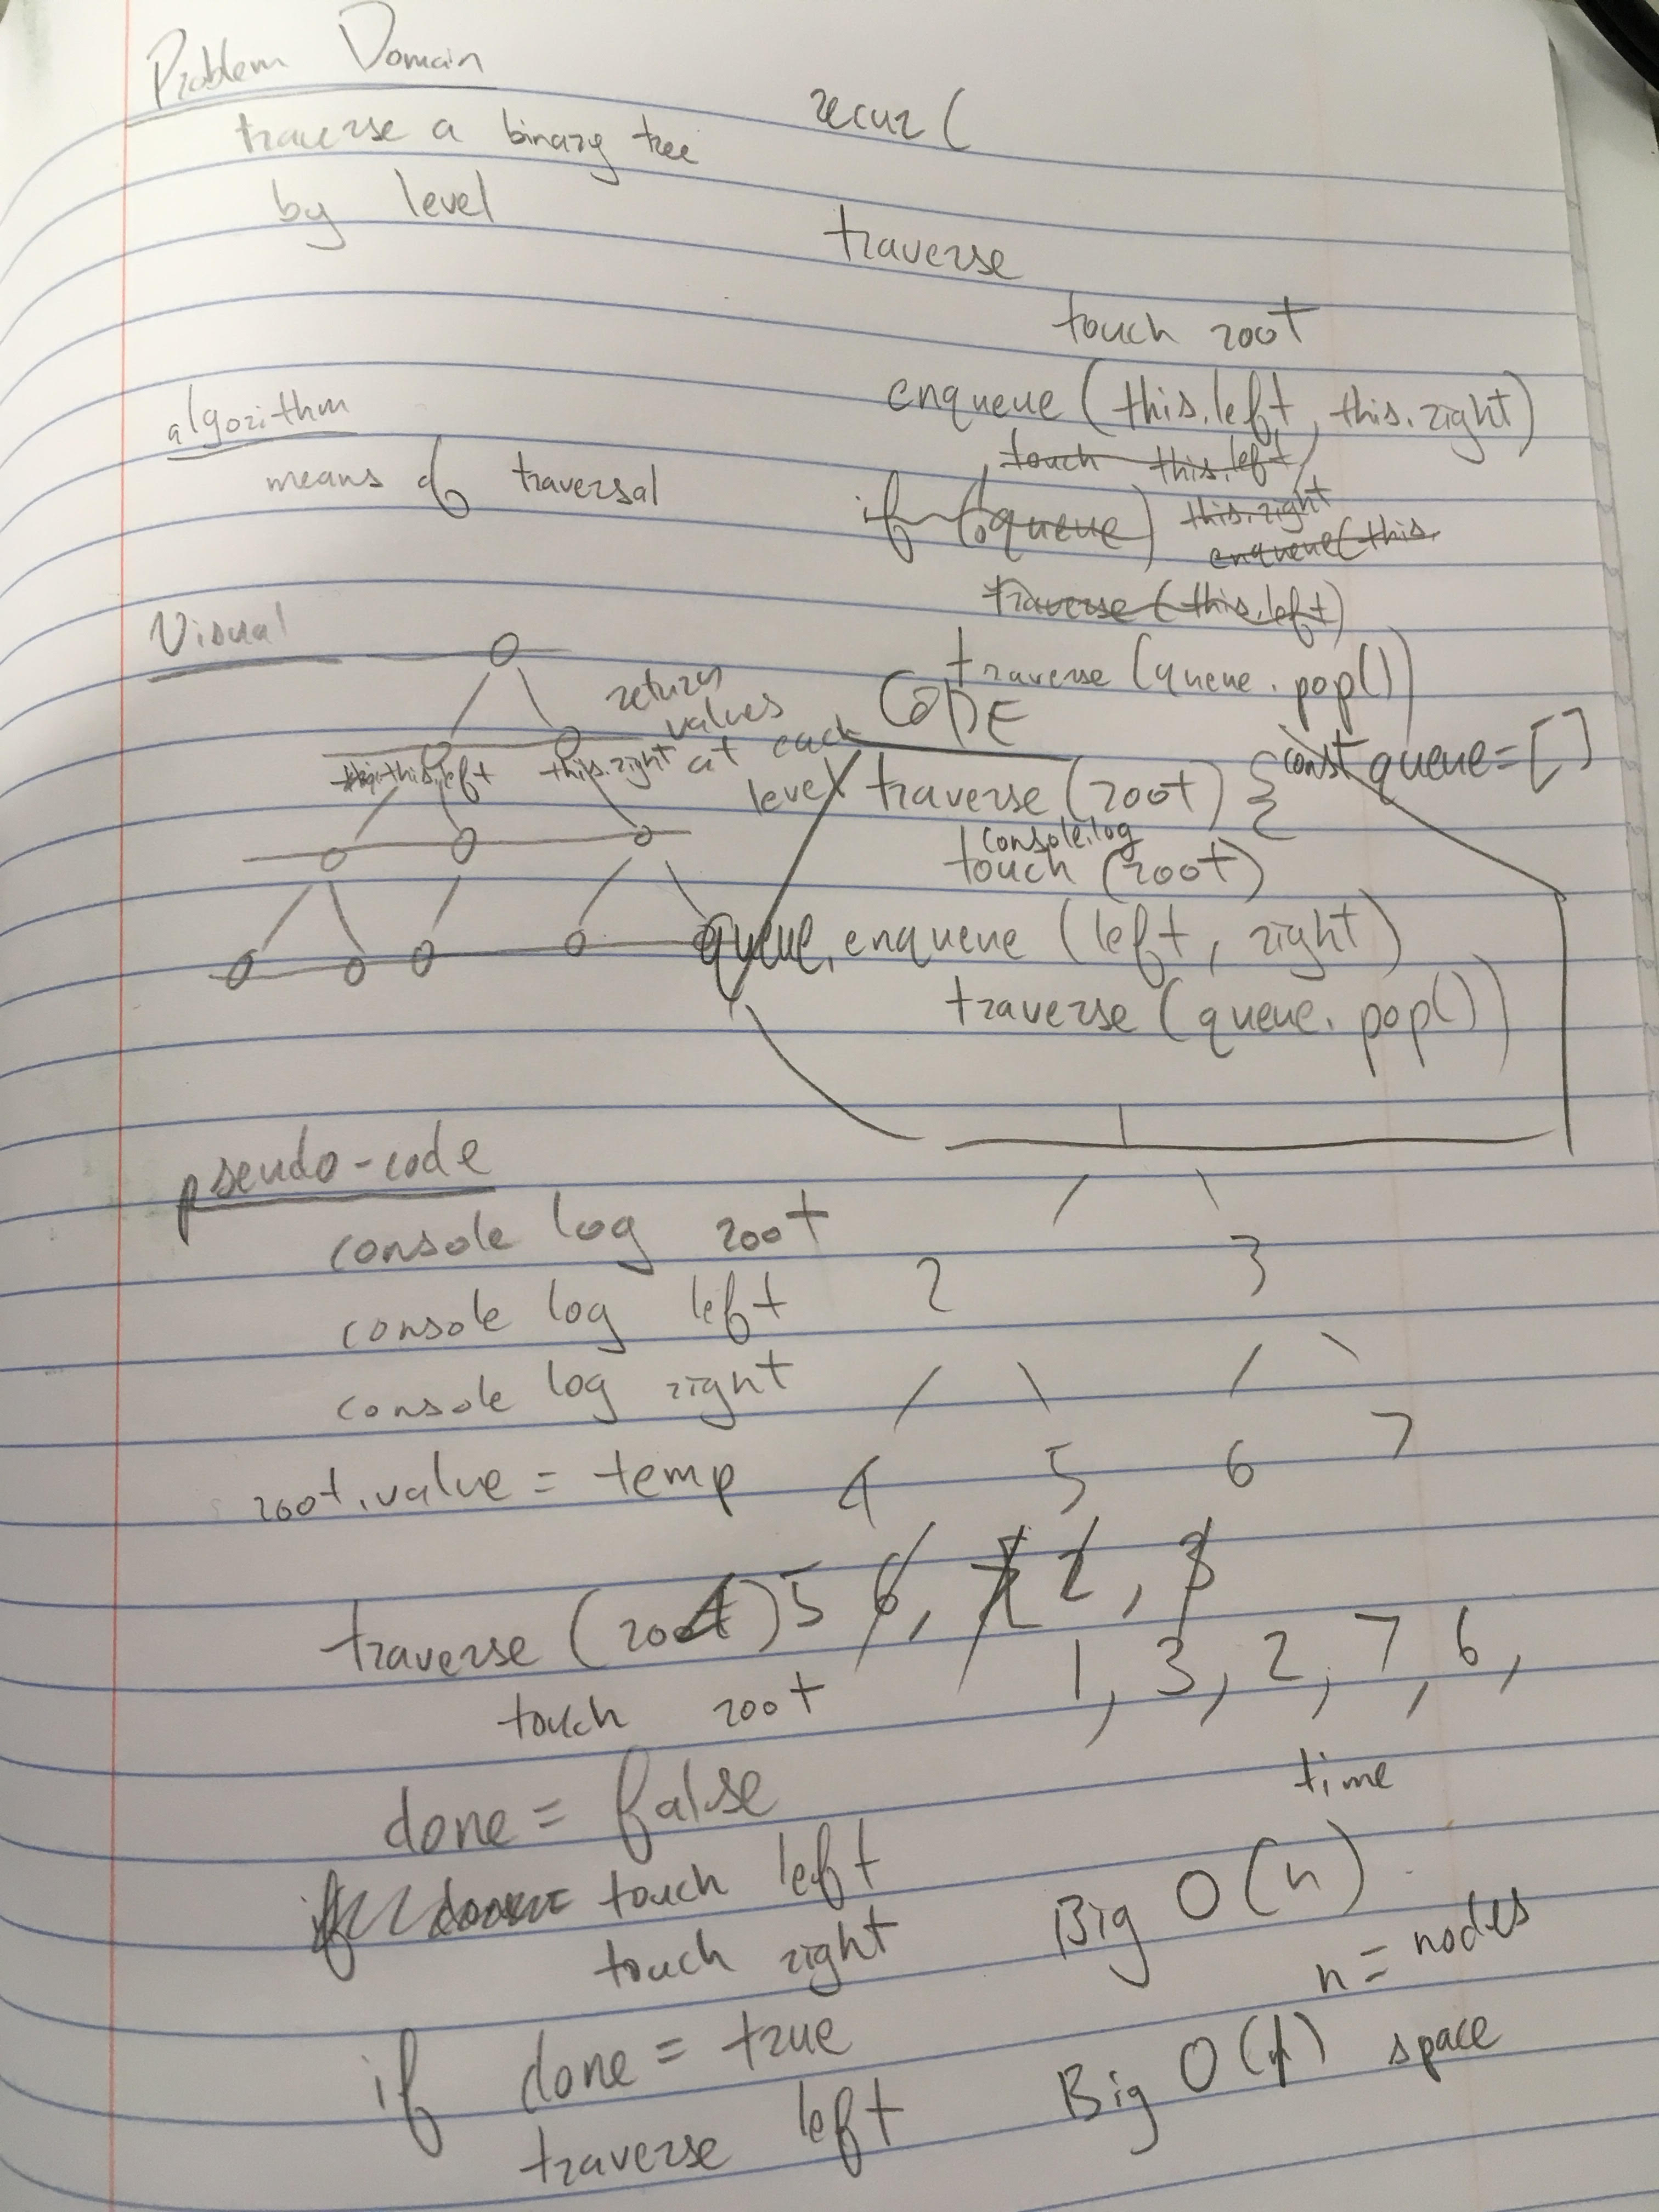 Problem Domain
traverse a binary tree
by level
recur (
traverse
touch root
enqueue (this.left, this.right)
touch this.left,
if (queue) this.right
enqueue(this.
traverse (this.left)
traverse (queue.pop())
algorithm
means of traversal
Visual
return
values
at each
level
this.left this.right
CODE
const queue = []
traverse (root) {
console.log
touch (root)
queue.enqueue (left, right)
traverse (queue.pop())
pseudo-code
console log root
console log left
console log right
root.value = temp
2 3
4 5 6 7
traverse (root)
4 5 6, 7 2, 3
1, 3, 2, 7, 6,
touch root
done = false
if touch left
touch right
if done = true
traverse left
time
Big O(n)
n = nodes
Big O( ) space